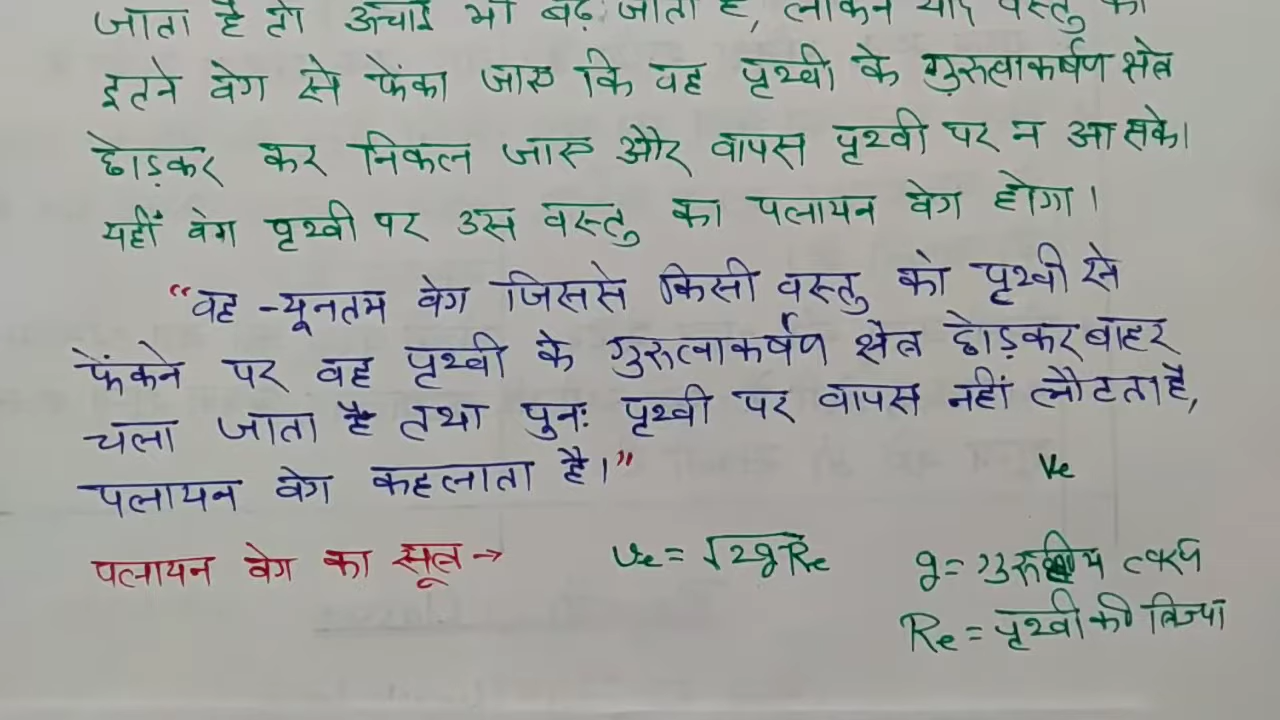 जाता है तो ऊंचाई भी बढ़ जाता है, लेकिन यदि वस्तु को
इतने वेग से फेंका जाए कि वह पृथ्वी के गुरुत्वाकर्षण क्षेत्र
छोड़कर कर निकल जाए और वापस पृथ्वी पर न आ सके।
यहीं वेग पृथ्वी पर उस वस्तु का पलायन वेग होगा।
“वह न्यूनतम वेग जिससे किसी वस्तु को पृथ्वी से
फेंकने पर वह पृथ्वी के गुरुत्वाकर्षण क्षेत्र छोड़कर बाहर
चला जाता है तथा पुनः पृथ्वी पर वापस नहीं लौटता है,
पलायन वेग कहलाता है।”
Ve
पलायन वेग का सूत्र → ve = √2gRe
g = गुरुत्वीय त्वरण
Re = पृथ्वी की त्रिज्या